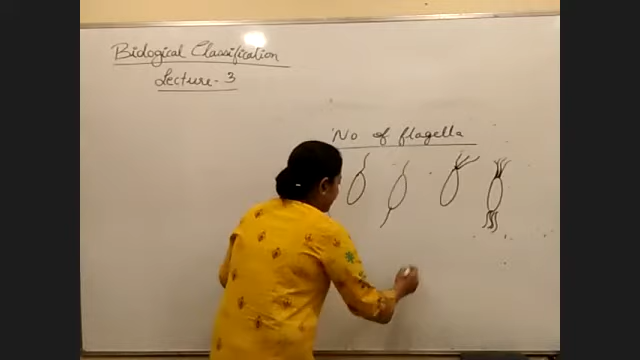 Biological Classification
Lecture - 3
No of flagella